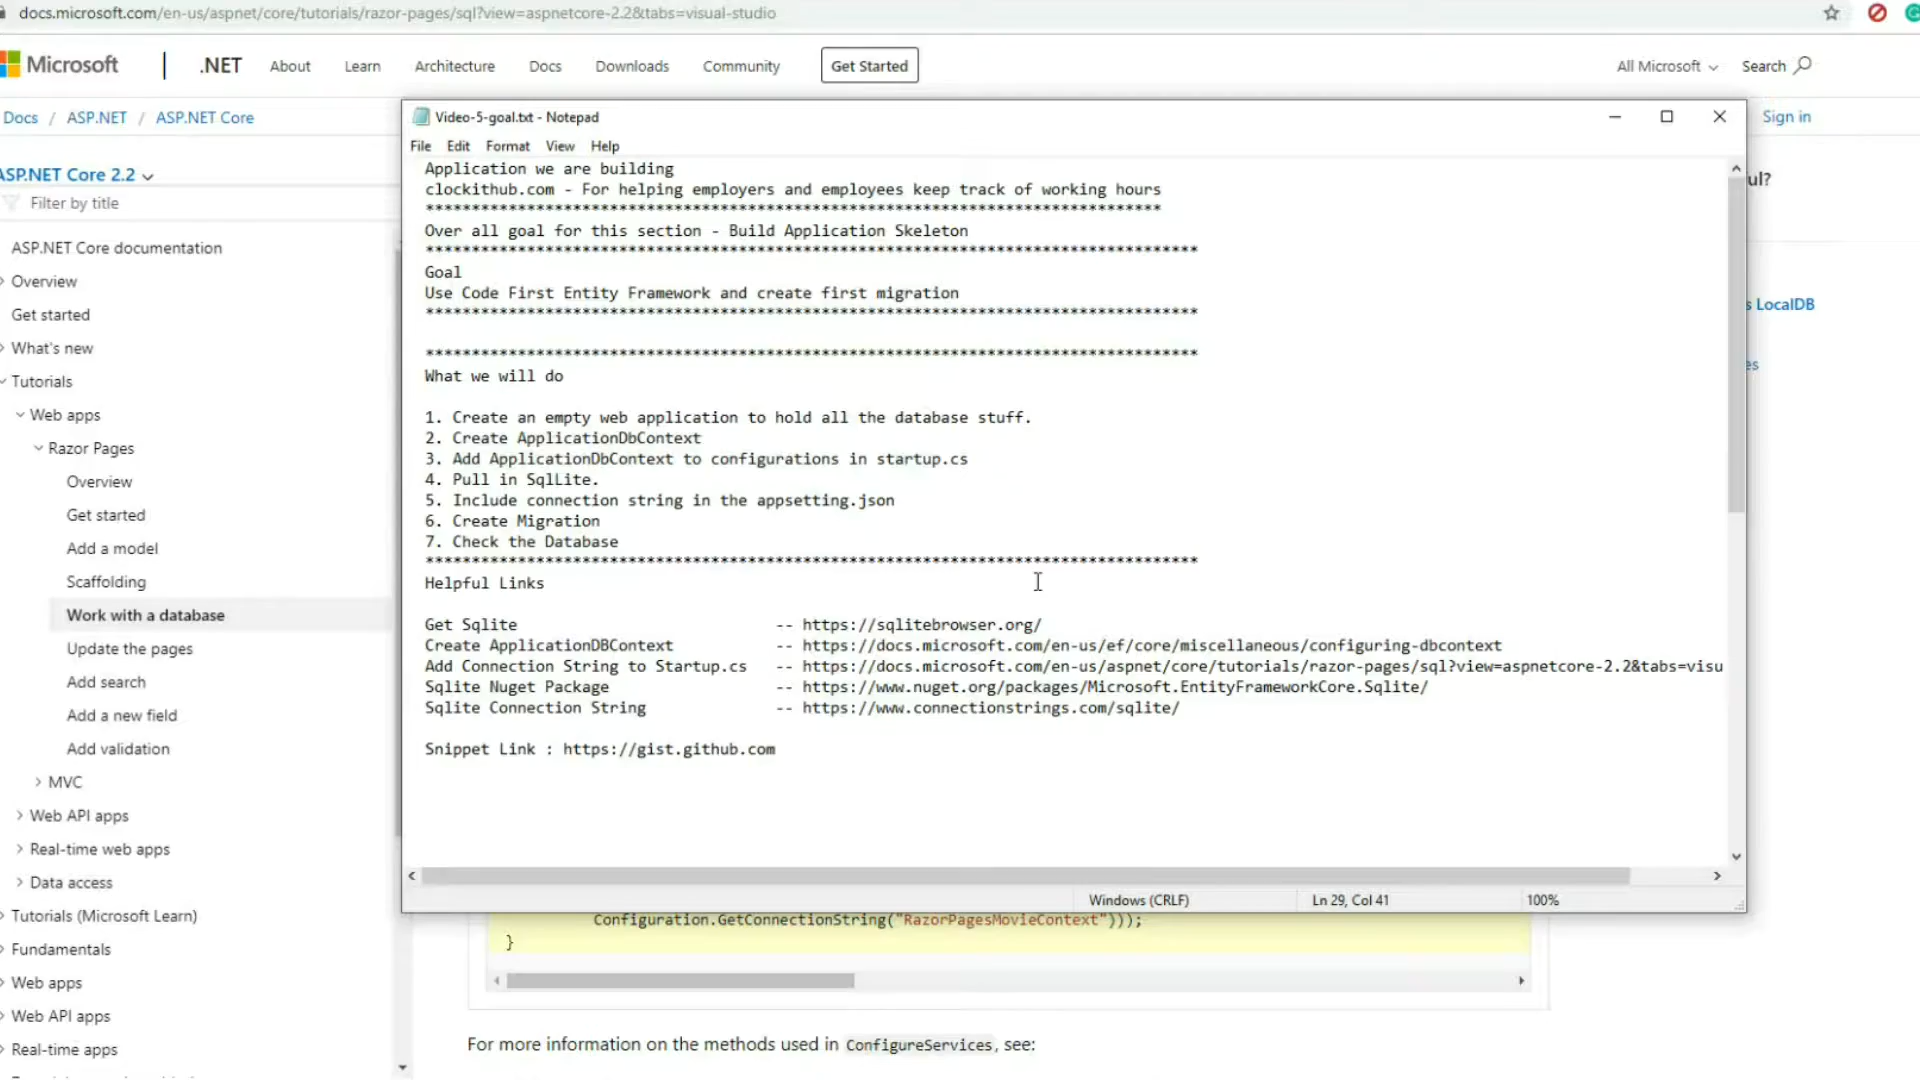 docs.microsoft.com/en-us/aspnet/core/tutorials/razor-pages/sql?view=aspnetcore-2.2&tabs=visual-studio
Microsoft | .NET About Learn Architecture Docs Downloads Community Get Started All Microsoft Search
Docs / ASP.NET / ASP.NET Core
Sign in
ASP.NET Core 2.2
Filter by title
ASP.NET Core documentation
Overview
Get started
What's new
Tutorials
Web apps
Razor Pages
Overview
Get started
Add a model
Scaffolding
Work with a database
Update the pages
Add search
Add a new field
Add validation
MVC
Web API apps
Real-time web apps
Data access
Tutorials (Microsoft Learn)
Fundamentals
Web apps
Web API apps
Real-time apps
Video-5-goal.txt - Notepad
File Edit Format View Help
Application we are building
clockithub.com - For helping employers and employees keep track of working hours
********************************************************************************
Over all goal for this section - Build Application Skeleton
************************************************************************************
Goal
Use Code First Entity Framework and create first migration
************************************************************************************
************************************************************************************
What we will do
1. Create an empty web application to hold all the database stuff.
2. Create ApplicationDbContext
3. Add ApplicationDbContext to configurations in startup.cs
4. Pull in SqlLite.
5. Include connection string in the appsetting.json
6. Create Migration
7. Check the Database
************************************************************************************
Helpful Links
Get Sqlite -- https://sqlitebrowser.org/
Create ApplicationDBContext -- https://docs.microsoft.com/en-us/ef/core/miscellaneous/configuring-dbcontext
Add Connection String to Startup.cs -- https://docs.microsoft.com/en-us/aspnet/core/tutorials/razor-pages/sql?view=aspnetcore-2.2&tabs=visu
Sqlite Nuget Package -- https://www.nuget.org/packages/Microsoft.EntityFrameworkCore.Sqlite/
Sqlite Connection String -- https://www.connectionstrings.com/sqlite/
Snippet Link : https://gist.github.com
Windows (CRLF) Ln 29, Col 41 100%
ul?
s LocalDB
es
Configuration.GetConnectionString("RazorPagesMovieContext")));
}
For more information on the methods used in ConfigureServices, see: